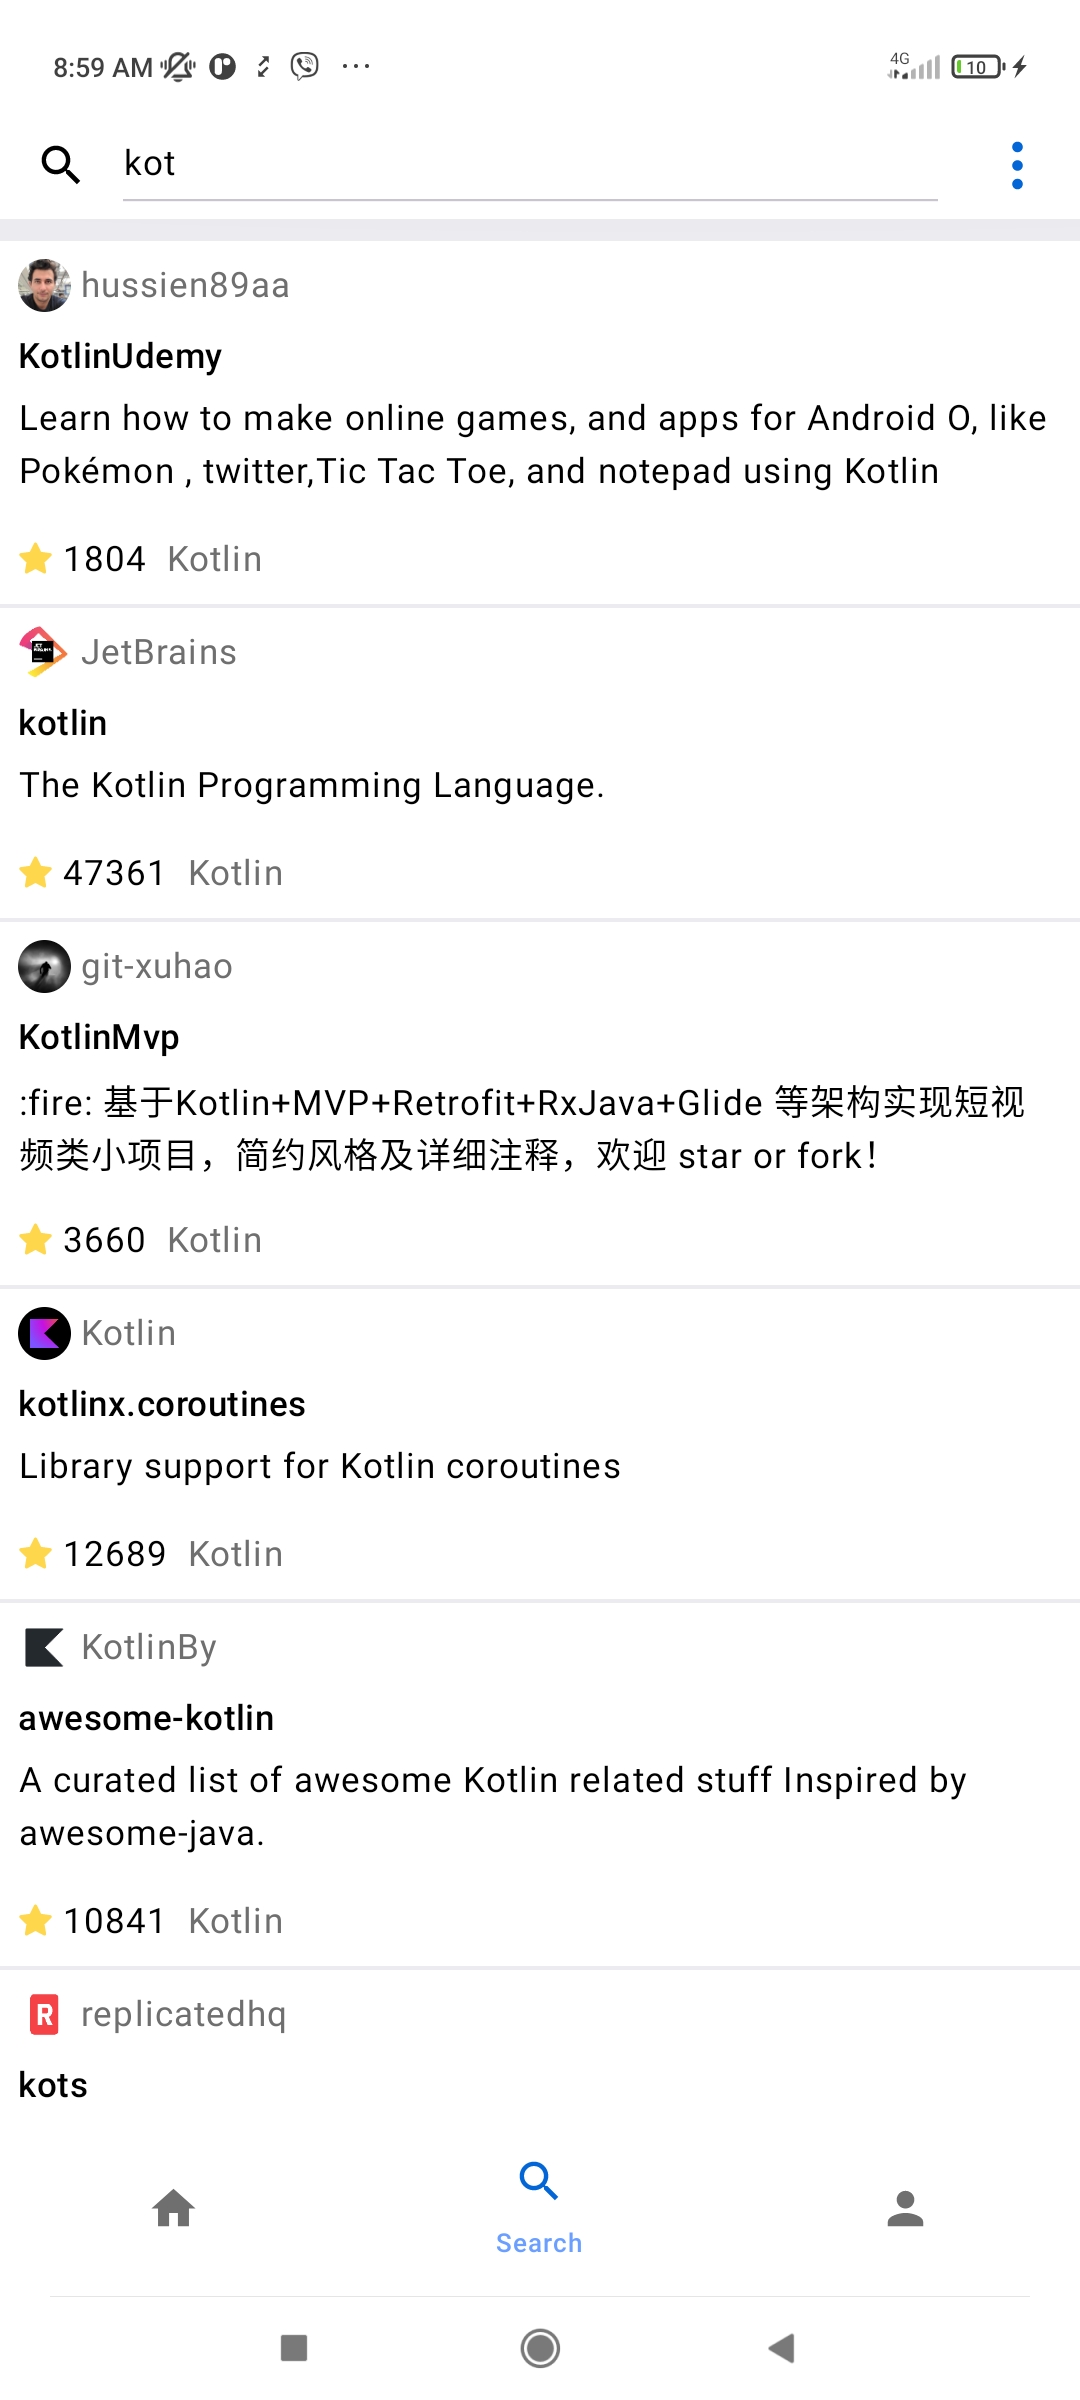 8:59 AM
4G
10
kot
hussien89aa
KotlinUdemy
Learn how to make online games, and apps for Android O, like
Pokémon , twitter,Tic Tac Toe, and notepad using Kotlin
1804 Kotlin
JetBrains
kotlin
The Kotlin Programming Language.
47361 Kotlin
git-xuhao
KotlinMvp
:fire: 基于Kotlin+MVP+Retrofit+RxJava+Glide 等架构实现短视
频类小项目，简约风格及详细注释，欢迎 star or fork！
3660 Kotlin
Kotlin
kotlinx.coroutines
Library support for Kotlin coroutines
12689 Kotlin
KotlinBy
awesome-kotlin
A curated list of awesome Kotlin related stuff Inspired by
awesome-java.
10841 Kotlin
R replicatedhq
kots
Search